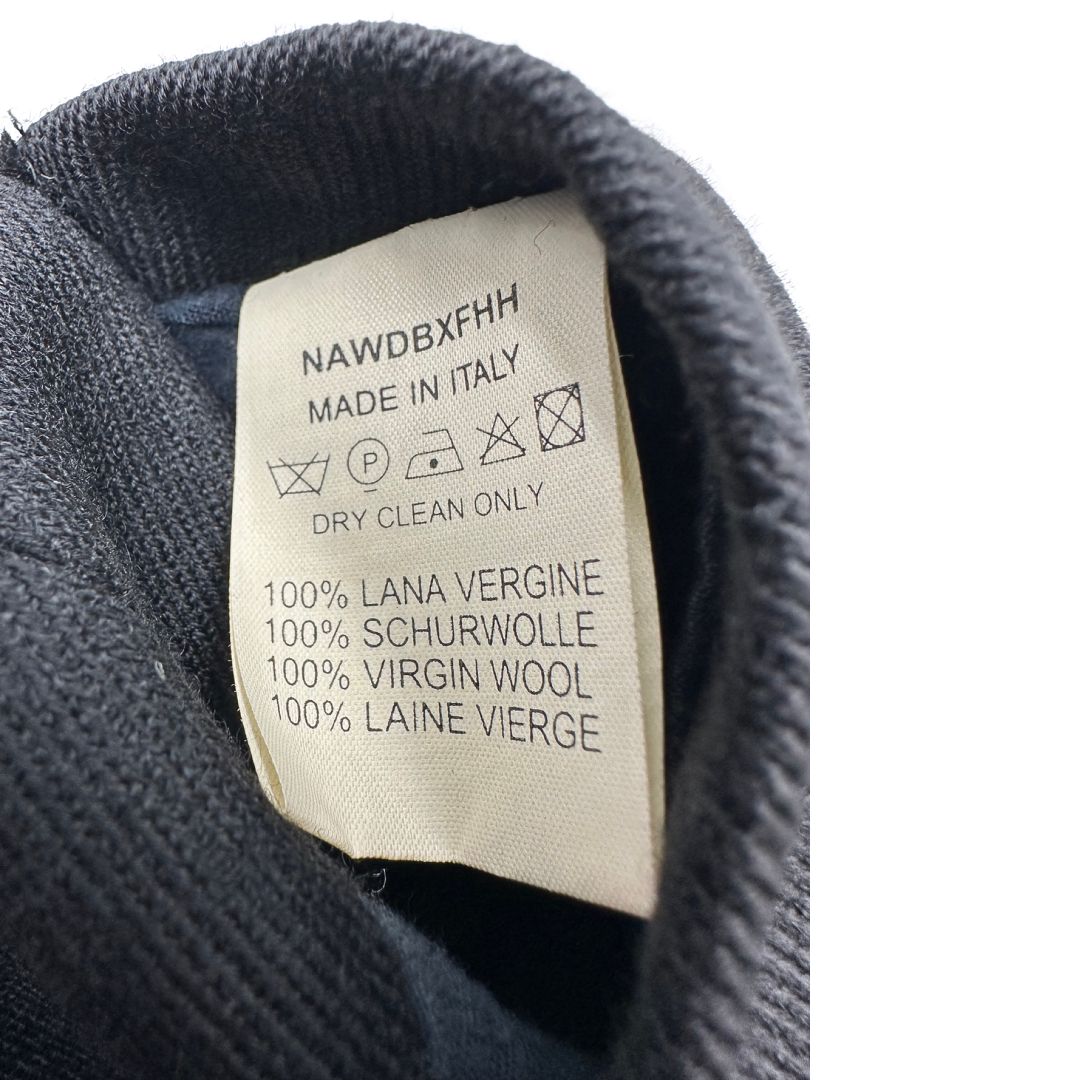 NAWDBXFHH
MADE IN ITALY
P
DRY CLEAN ONLY
100% LANA VERGINE
100% SCHURWOLLE
100% VIRGIN WOOL
100% LAINE VIERGE